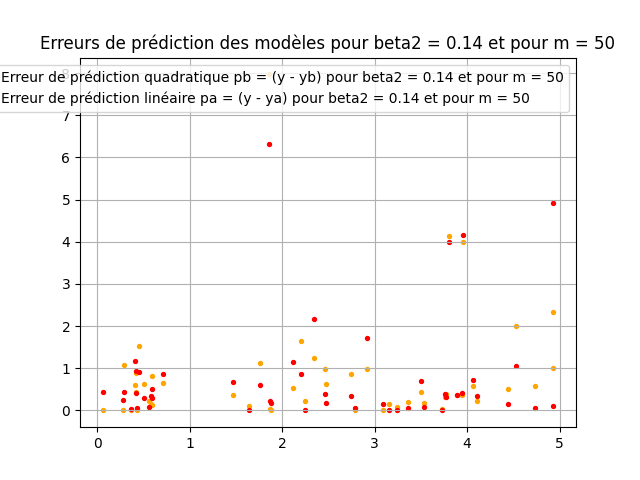 Erreurs de prédiction des modèles pour beta2 = 0.14 et pour m = 50
Erreur de prédiction quadratique pb = (y - yb) pour beta2 = 0.14 et pour m = 50
Erreur de prédiction linéaire pa = (y - ya) pour beta2 = 0.14 et pour m = 50
8
7
6
5
4
3
2
1
0
0 1 2 3 4 5